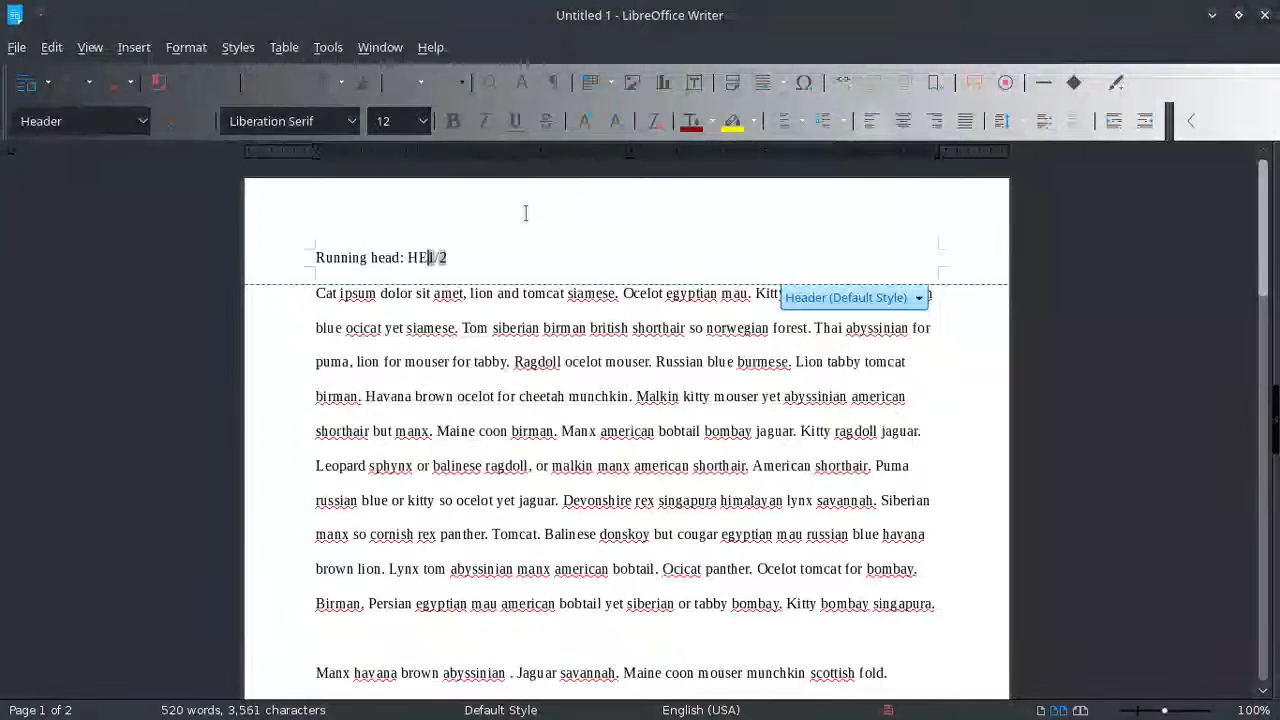 Untitled 1 - LibreOffice Writer
File Edit View Insert Format Styles Table Tools Window Help
Header Liberation Serif 12
Running head: HE1/2
Cat ipsum dolor sit amet, lion and tomcat siamese. Ocelot egyptian mau. Kitty
Header (Default Style)
blue ocicat yet siamese. Tom siberian birman british shorthair so norwegian forest. Thai abyssinian for
puma, lion for mouser for tabby. Ragdoll ocelot mouser. Russian blue burmese. Lion tabby tomcat
birman. Havana brown ocelot for cheetah munchkin. Malkin kitty mouser yet abyssinian american
shorthair but manx. Maine coon birman. Manx american bobtail bombay jaguar. Kitty ragdoll jaguar.
Leopard sphynx or balinese ragdoll, or malkin manx american shorthair. American shorthair. Puma
russian blue or kitty so ocelot yet jaguar. Devonshire rex singapura himalayan lynx savannah. Siberian
manx so cornish rex panther. Tomcat. Balinese donskoy but cougar egyptian mau russian blue havana
brown lion. Lynx tom abyssinian manx american bobtail. Ocicat panther. Ocelot tomcat for bombay.
Birman. Persian egyptian mau american bobtail yet siberian or tabby bombay. Kitty bombay singapura.
Manx havana brown abyssinian . Jaguar savannah. Maine coon mouser munchkin scottish fold.
Page 1 of 2 520 words, 3,561 characters Default Style English (USA) 100%